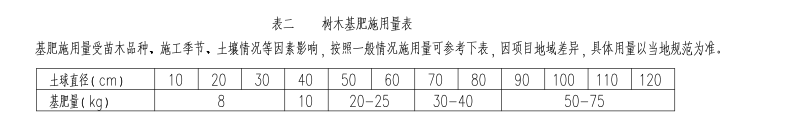 表二 树木基肥施用量表
基肥施用量受苗木品种、施工季节、土壤情况等因素影响,按照一般情况施用量可参考下表,因项目地域差异,具体用量以当地规范为准。
土球直径(cm) 10 20 30 40 50 60 70 80 90 100 110 120
基肥量(kg) 8 10 20-25 30-40 50-75